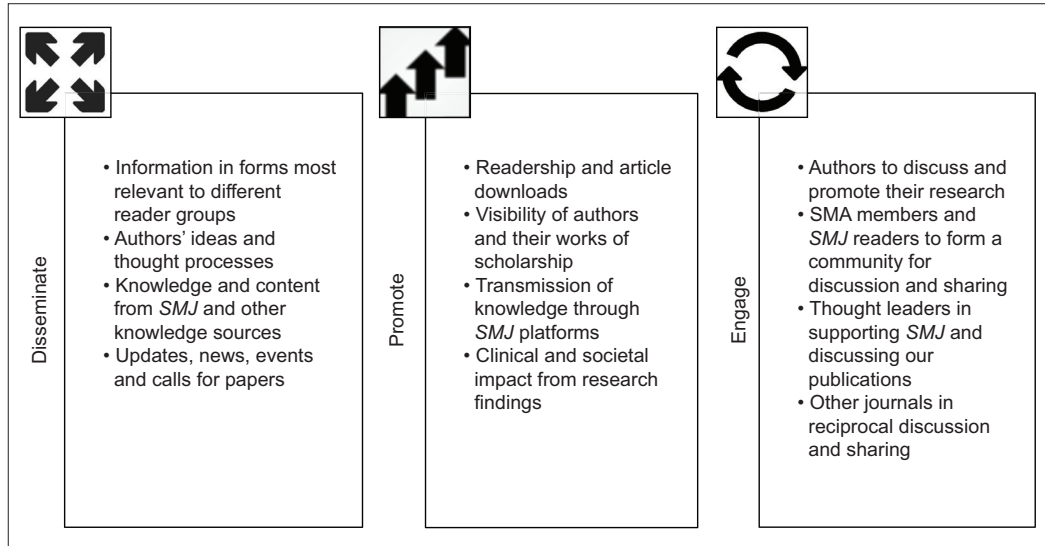 Disseminate
• Information in forms most
relevant to different
reader groups
• Authors’ ideas and
thought processes
• Knowledge and content
from SMJ and other
knowledge sources
• Updates, news, events
and calls for papers
Promote
• Readership and article
downloads
• Visibility of authors
and their works of
scholarship
• Transmission of
knowledge through
SMJ platforms
• Clinical and societal
impact from research
findings
Engage
• Authors to discuss and
promote their research
• SMA members and
SMJ readers to form a
community for
discussion and sharing
• Thought leaders in
supporting SMJ and
discussing our
publications
• Other journals in
reciprocal discussion
and sharing